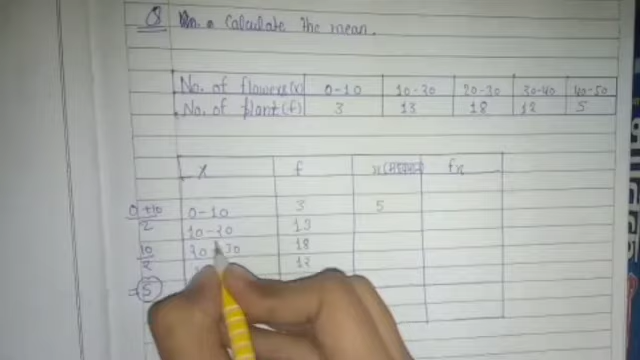 Q No. Calculate the mean.
No. of flowers(x) 0-10 10-20 20-30 30-40 40-50
No. of plant(f) 3 13 18 12 5
x f x fx
0+10 0-10 3 5
2 10-20 13
10 20-30 18
2 12
=5